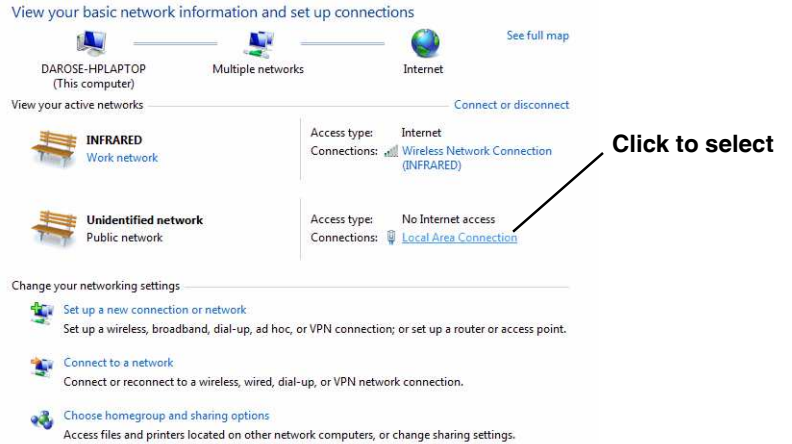 View your basic network information and set up connections
See full map
DAROSE-HPLAPTOP
(This computer)
Multiple networks
Internet
View your active networks
Connect or disconnect
INFRARED
Work network
Access type: Internet
Connections: Wireless Network Connection
(INFRARED)
Click to select
Unidentified network
Public network
Access type: No Internet access
Connections: Local Area Connection
Change your networking settings
Set up a new connection or network
Set up a wireless, broadband, dial-up, ad hoc, or VPN connection; or set up a router or access point.
Connect to a network
Connect or reconnect to a wireless, wired, dial-up, or VPN network connection.
Choose homegroup and sharing options
Access files and printers located on other network computers, or change sharing settings.